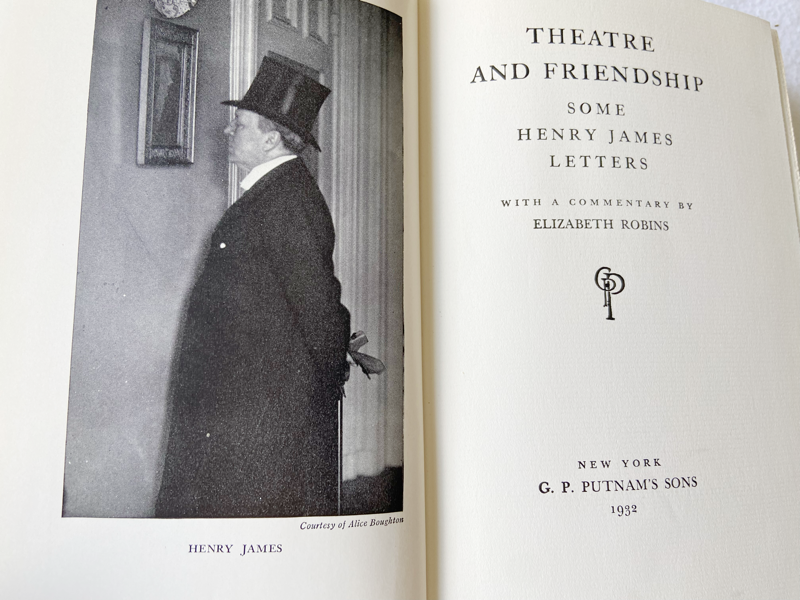 Courtesy of Alice Boughton
HENRY JAMES
THEATRE
AND FRIENDSHIP
SOME
HENRY JAMES
LETTERS
WITH A COMMENTARY BY
ELIZABETH ROBINS
GPP
NEW YORK
G. P. PUTNAM'S SONS
1932